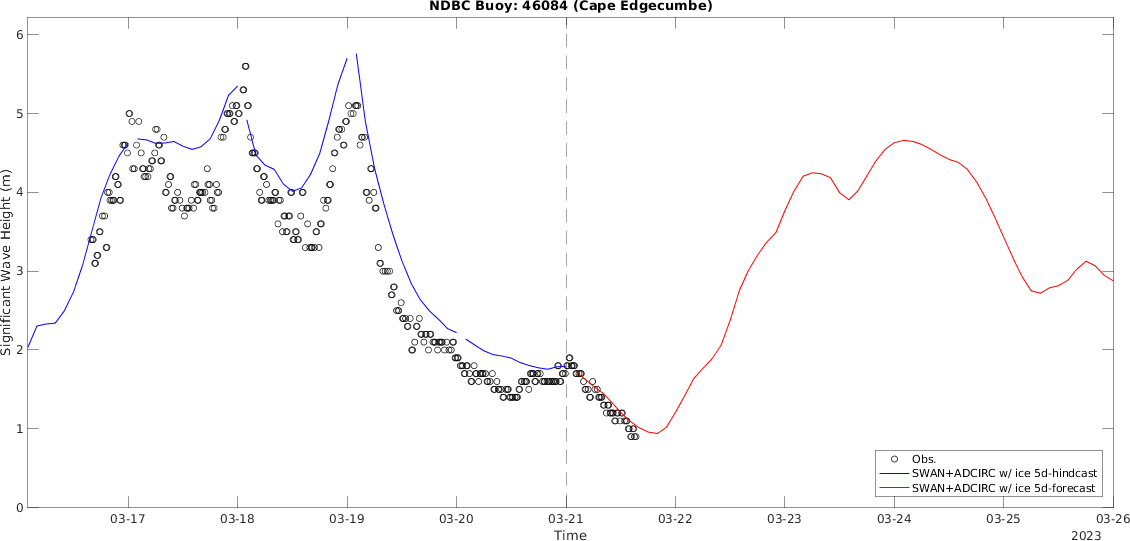 NDBC Buoy: 46084 (Cape Edgecumbe)
Significant Wave Height (m)
6
5
4
3
2
1
0
Obs.
SWAN+ADCIRC w/ ice 5d-hindcast
SWAN+ADCIRC w/ ice 5d-forecast
03-17 03-18 03-19 03-20 03-21 03-22 03-23 03-24 03-25 03-26
Time
2023